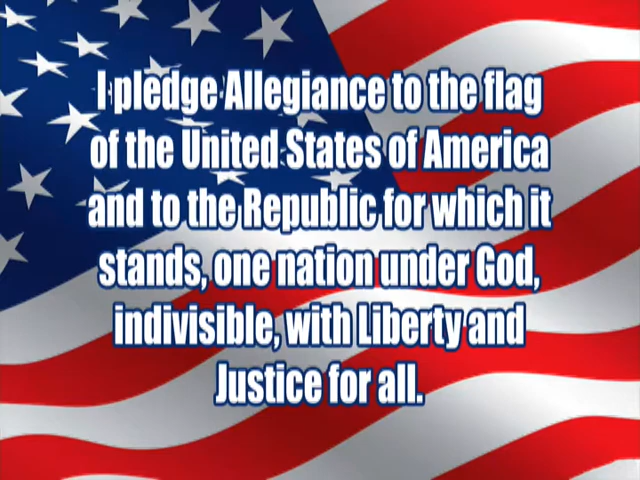 I pledge Allegiance to the flag
of the United States of America
and to the Republic for which it
stands, one nation under God,
indivisible, with Liberty and
Justice for all.